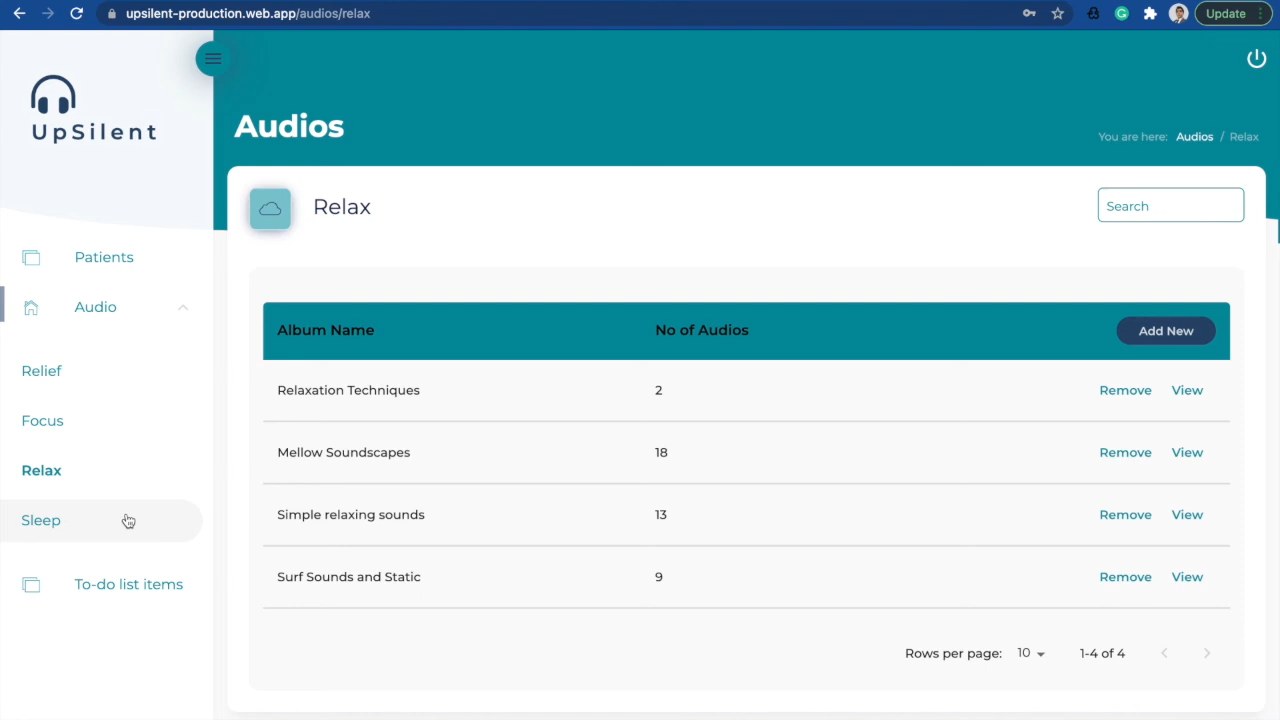 upsilent-production.web.app/audios/relax
Update
UpSilent
Audios
You are here: Audios / Relax
Relax
Search
Patients
Audio
Relief
Focus
Relax
Sleep
To-do list items
Album Name No of Audios Add New
Relaxation Techniques 2 Remove View
Mellow Soundscapes 18 Remove View
Simple relaxing sounds 13 Remove View
Surf Sounds and Static 9 Remove View
Rows per page: 10 1-4 of 4